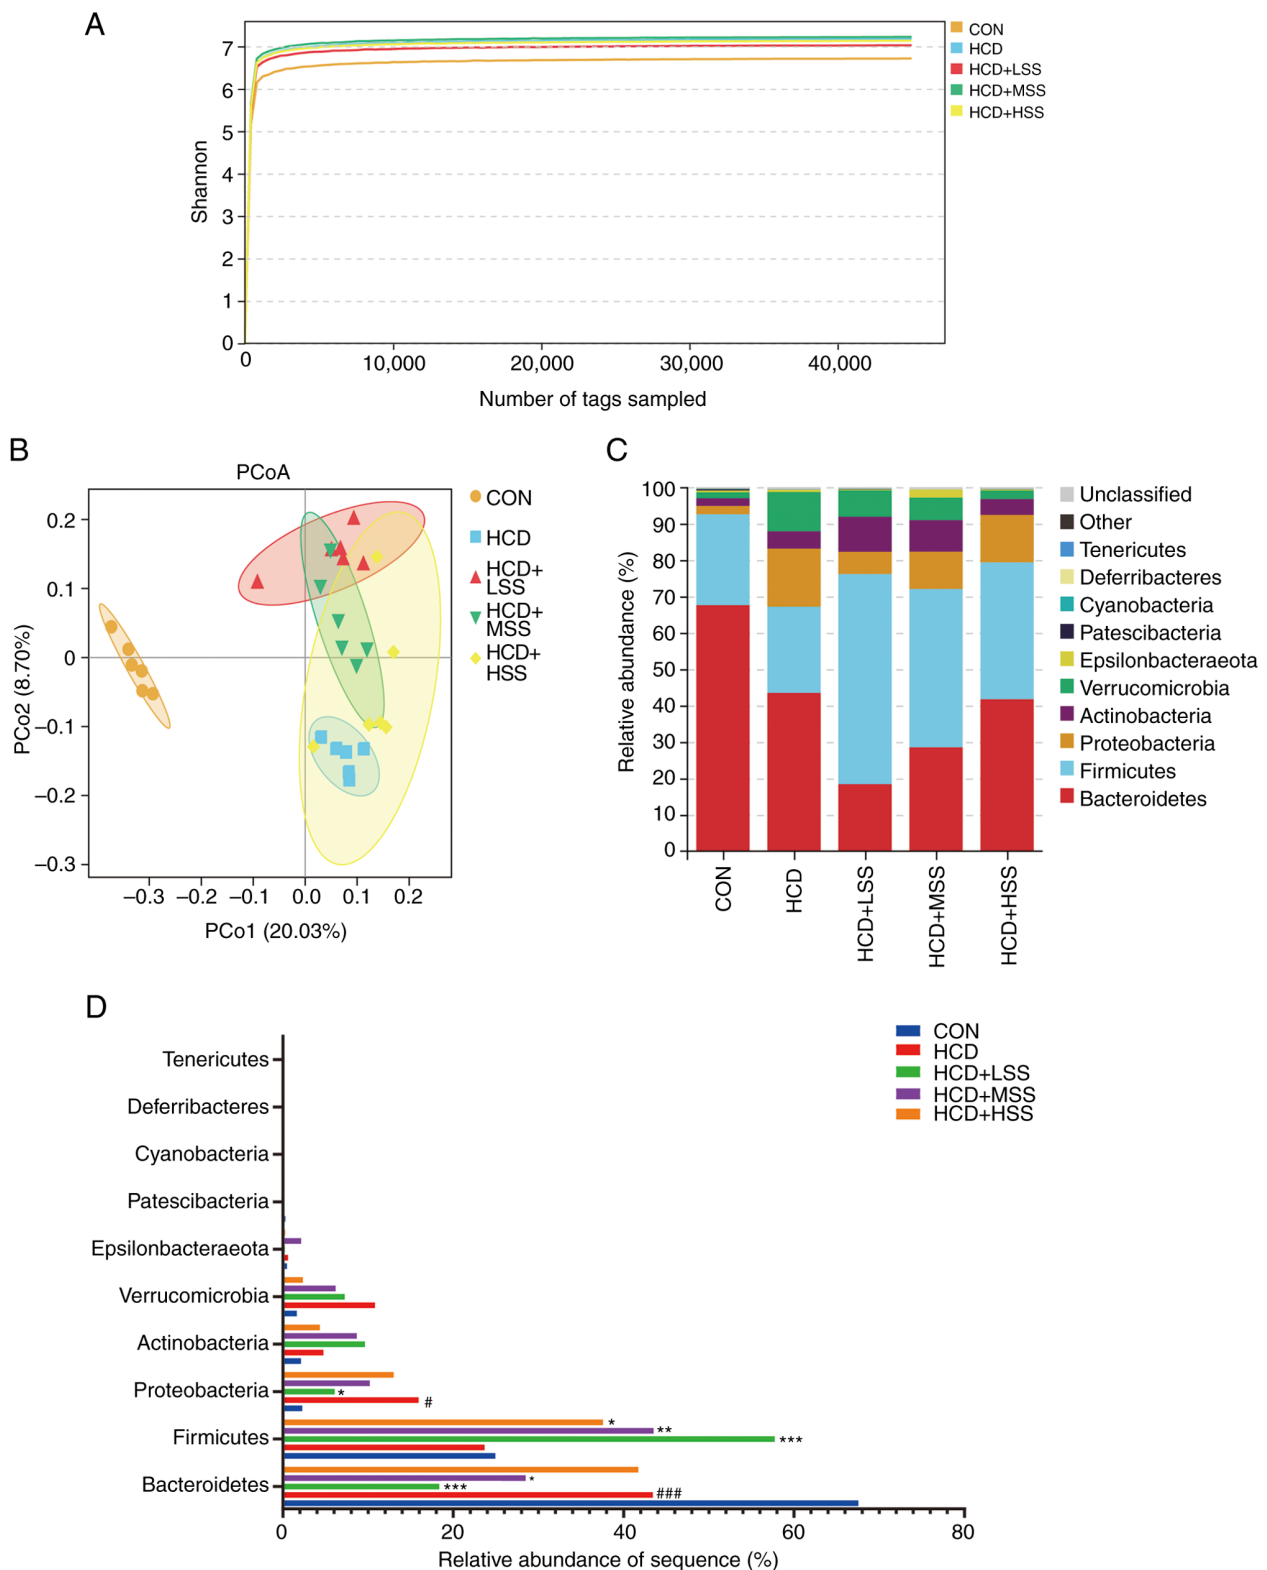 A
7
6
5
4
3
2
1
0
Shannon
0
10,000
20,000
30,000
40,000
Number of tags sampled
CON
HCD
HCD+LSS
HCD+MSS
HCD+HSS
B
PCoA
0.2
0.1
0
–0.1
–0.2
–0.3
PCo2 (8.70%)
–0.3
–0.2
–0.1
0.0
0.1
0.2
PCo1 (20.03%)
CON
HCD
HCD+
LSS
HCD+
MSS
HCD+
HSS
C
100
90
80
70
60
50
40
30
20
10
0
Relative abundance (%)
CON
HCD
HCD+LSS
HCD+MSS
HCD+HSS
Unclassified
Other
Tenericutes
Deferribacteres
Cyanobacteria
Patescibacteria
Epsilonbacteraeota
Verrucomicrobia
Actinobacteria
Proteobacteria
Firmicutes
Bacteroidetes
D
CON
HCD
HCD+LSS
HCD+MSS
HCD+HSS
Tenericutes
Deferribacteres
Cyanobacteria
Patescibacteria
Epsilonbacteraeota
Verrucomicrobia
Actinobacteria
Proteobacteria
*
#
Firmicutes
*
**
***
Bacteroidetes
*
***
###
0
20
40
60
80
Relative abundance of sequence (%)